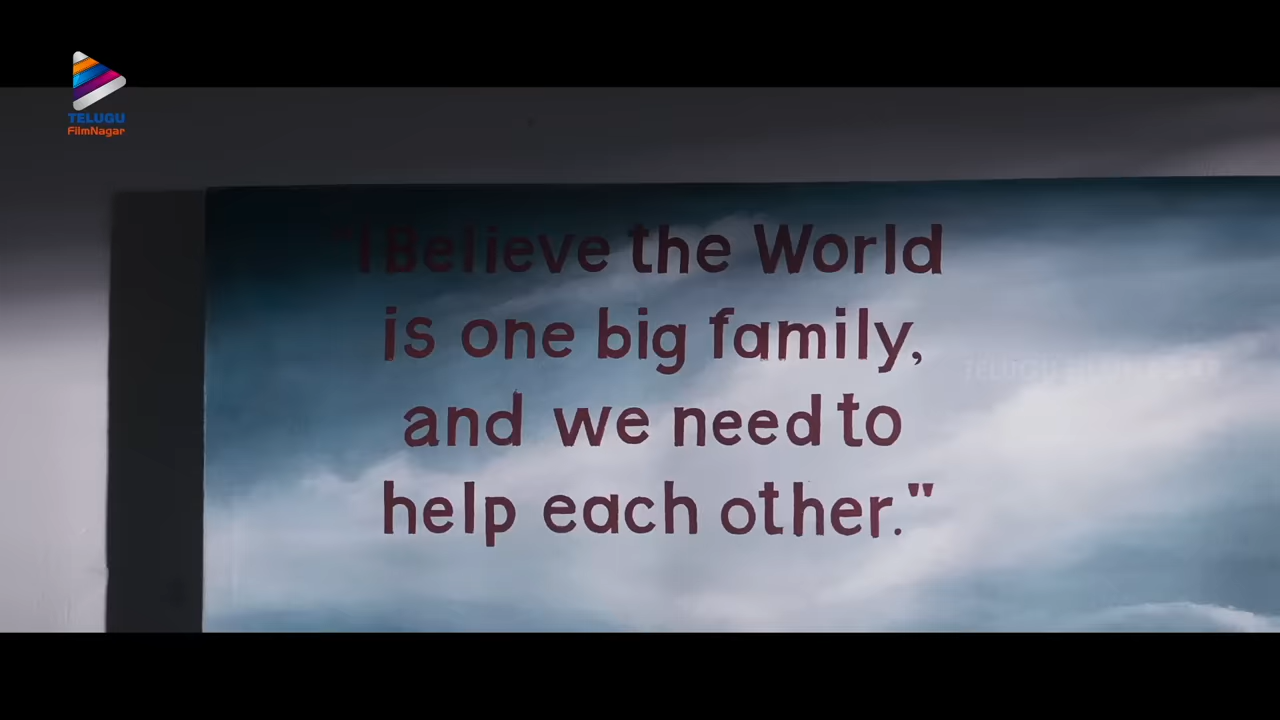 TELUGU
FilmNagar
"I Believe the World
is one big family,
and we need to
help each other."